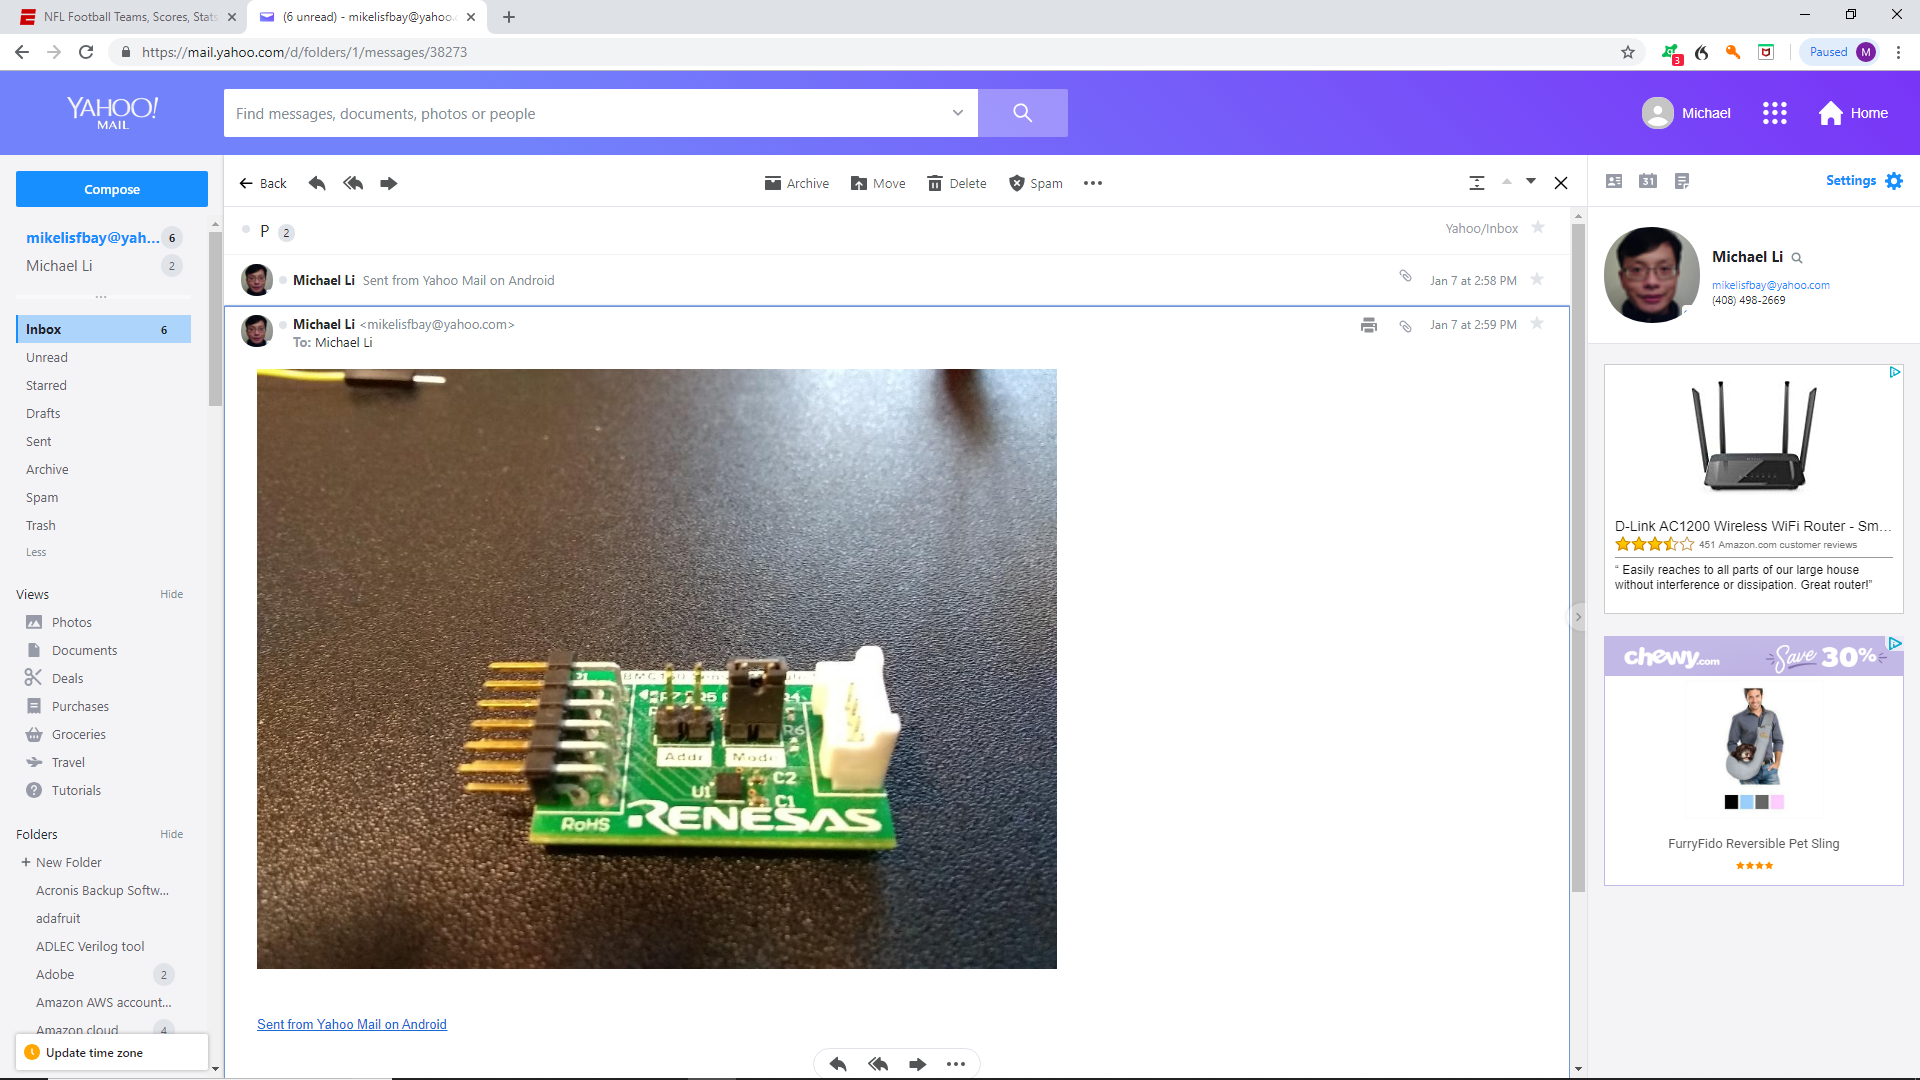 NFL Football Teams, Scores, Stats
(6 unread) - mikelisfbay@yahoo.c
https://mail.yahoo.com/d/folders/1/messages/38273
3
Paused
M
YAHOO!
MAIL
Find messages, documents, photos or people
Michael
Home
Compose
mikelisfbay@yah... 6
Michael Li 2
Inbox 6
Unread
Starred
Drafts
Sent
Archive
Spam
Trash
Less
Views Hide
Photos
Documents
Deals
Purchases
Groceries
Travel
Tutorials
Folders Hide
+ New Folder
Acronis Backup Softw...
adafruit
ADLEC Verilog tool
Adobe 2
Amazon AWS account...
Amazon cloud 4
Update time zone
Back
Archive
Move
Delete
Spam
P 2
Yahoo/Inbox
Michael Li Sent from Yahoo Mail on Android
Jan 7 at 2:58 PM
Michael Li <mikelisfbay@yahoo.com>
Jan 7 at 2:59 PM
To: Michael Li
R6
Addr
Mode
C2
U1
C1
RoHS
RENESAS
Sent from Yahoo Mail on Android
31
Settings
Michael Li
mikelisfbay@yahoo.com
(408) 498-2669
D-Link AC1200 Wireless WiFi Router - Sm...
451 Amazon.com customer reviews
“ Easily reaches to all parts of our large house
without interference or dissipation. Great router!”
chewy.com
Save 30%
FurryFido Reversible Pet Sling